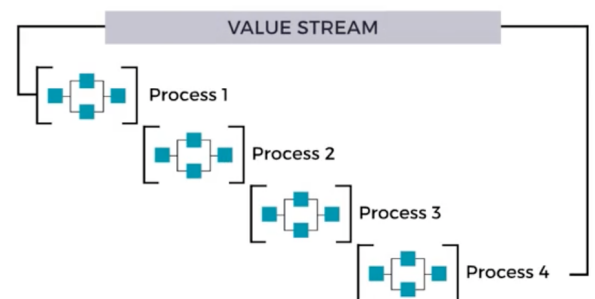 VALUE STREAM
Process 1
Process 2
Process 3
Process 4